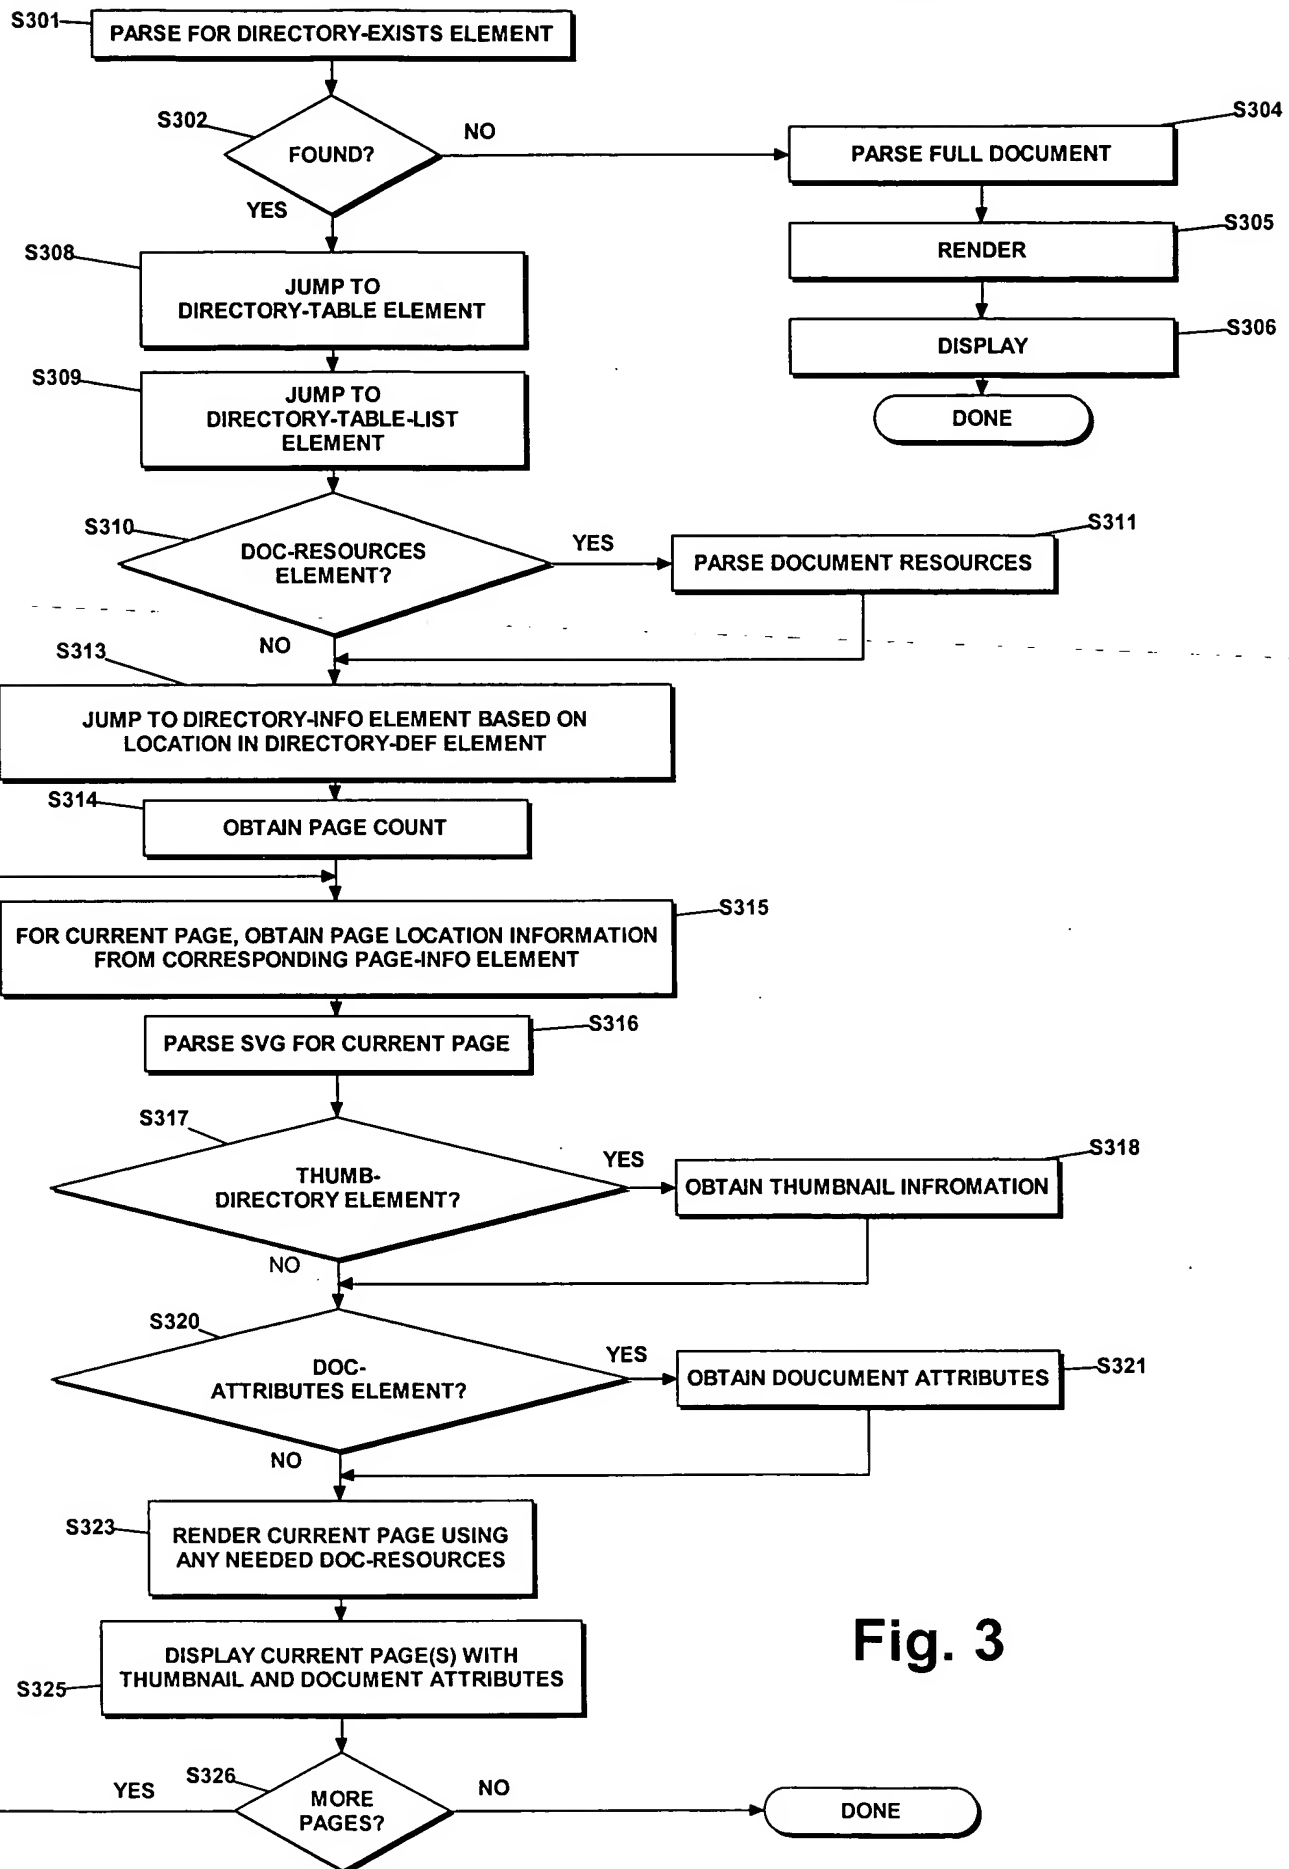 S301
PARSE FOR DIRECTORY-EXISTS ELEMENT
S302
FOUND?
NO
YES
S304
PARSE FULL DOCUMENT
S305
RENDER
S306
DISPLAY
DONE
S308
JUMP TO
DIRECTORY-TABLE ELEMENT
S309
JUMP TO
DIRECTORY-TABLE-LIST
ELEMENT
S310
DOC-RESOURCES
ELEMENT?
YES
S311
PARSE DOCUMENT RESOURCES
NO
S313
JUMP TO DIRECTORY-INFO ELEMENT BASED ON
LOCATION IN DIRECTORY-DEF ELEMENT
S314
OBTAIN PAGE COUNT
S315
FOR CURRENT PAGE, OBTAIN PAGE LOCATION INFORMATION
FROM CORRESPONDING PAGE-INFO ELEMENT
S316
PARSE SVG FOR CURRENT PAGE
S317
THUMB-
DIRECTORY ELEMENT?
YES
S318
OBTAIN THUMBNAIL INFROMATION
NO
S320
DOC-
ATTRIBUTES ELEMENT?
YES
S321
OBTAIN DOUCUMENT ATTRIBUTES
NO
S323
RENDER CURRENT PAGE USING
ANY NEEDED DOC-RESOURCES
S325
DISPLAY CURRENT PAGE(S) WITH
THUMBNAIL AND DOCUMENT ATTRIBUTES
Fig. 3
S326
MORE
PAGES?
YES
NO
DONE